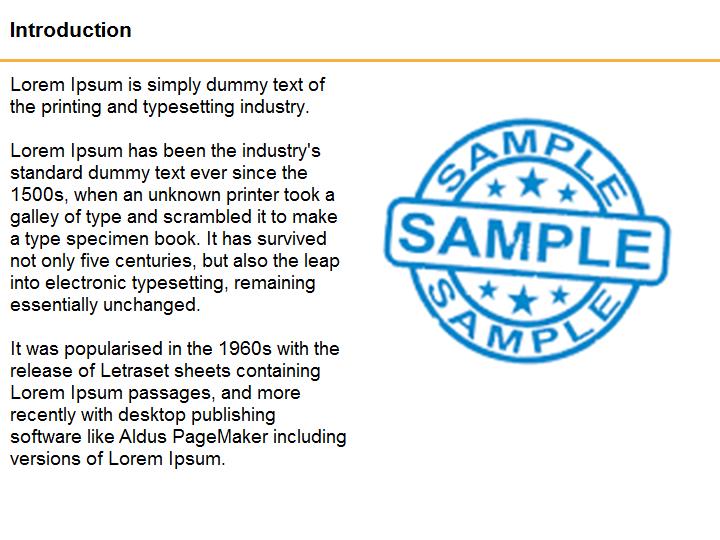 Introduction
Lorem Ipsum is simply dummy text of
the printing and typesetting industry.
Lorem Ipsum has been the industry's
standard dummy text ever since the
1500s, when an unknown printer took a
galley of type and scrambled it to make
a type specimen book. It has survived
not only five centuries, but also the leap
into electronic typesetting, remaining
essentially unchanged.
It was popularised in the 1960s with the
release of Letraset sheets containing
Lorem Ipsum passages, and more
recently with desktop publishing
software like Aldus PageMaker including
versions of Lorem Ipsum.
SAMPLE
SAMPLE
SAMPLE